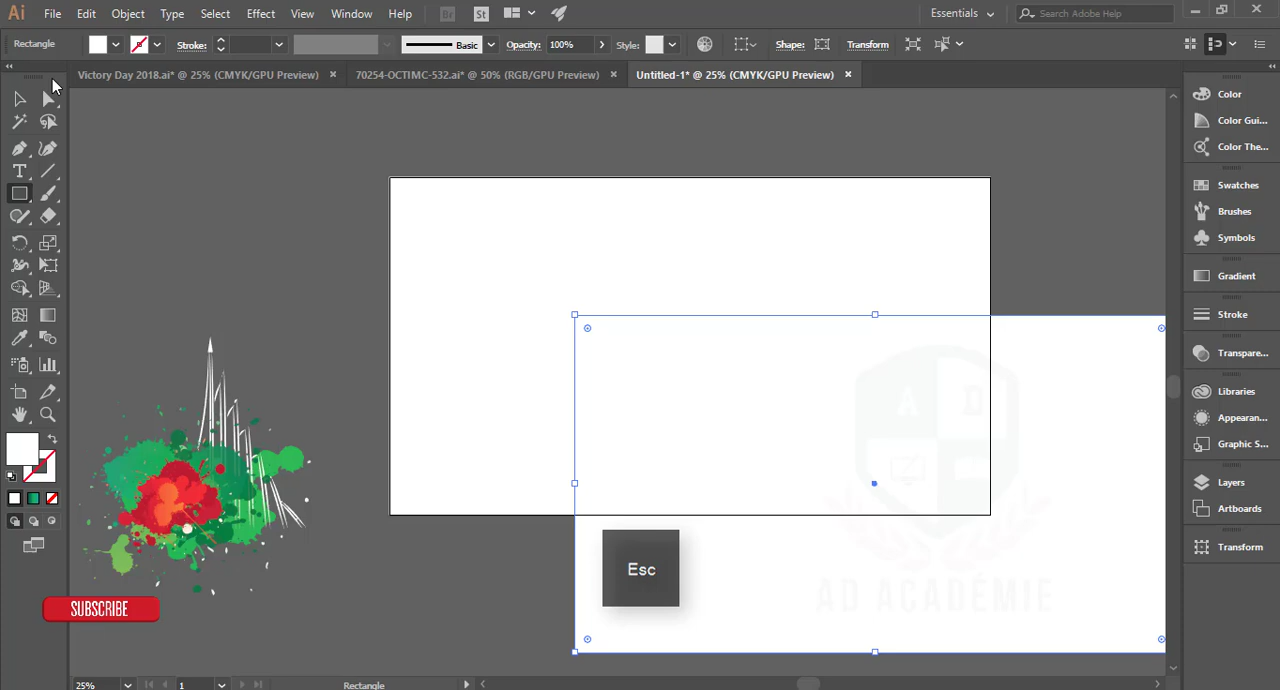 Ai File Edit Object Type Select Effect View Window Help Br St Essentials Search Adobe Help
Rectangle Stroke: Basic Opacity: 100% Style: Shape: Transform
Victory Day 2018.ai* @ 25% (CMYK/GPU Preview) × 70254-OCTIMC-532.ai* @ 50% (RGB/GPU Preview) × Untitled-1* @ 25% (CMYK/GPU Preview) ×
Color
Color Gui...
Color The...
Swatches
Brushes
Symbols
Gradient
Stroke
Transpare...
Libraries
Appearan...
Graphic S...
Layers
Artboards
Transform
A D
Esc
AD ACADÉMIE
SUBSCRIBE
25% 1 Rectangle